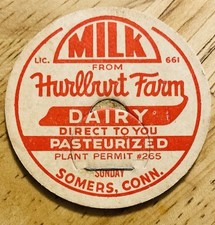 MILK
LIC. FROM 661
Hurlburt Farm
DAIRY
DIRECT TO YOU
PASTEURIZED
PLANT PERMIT #265
SUNDAY
SOMERS, CONN.